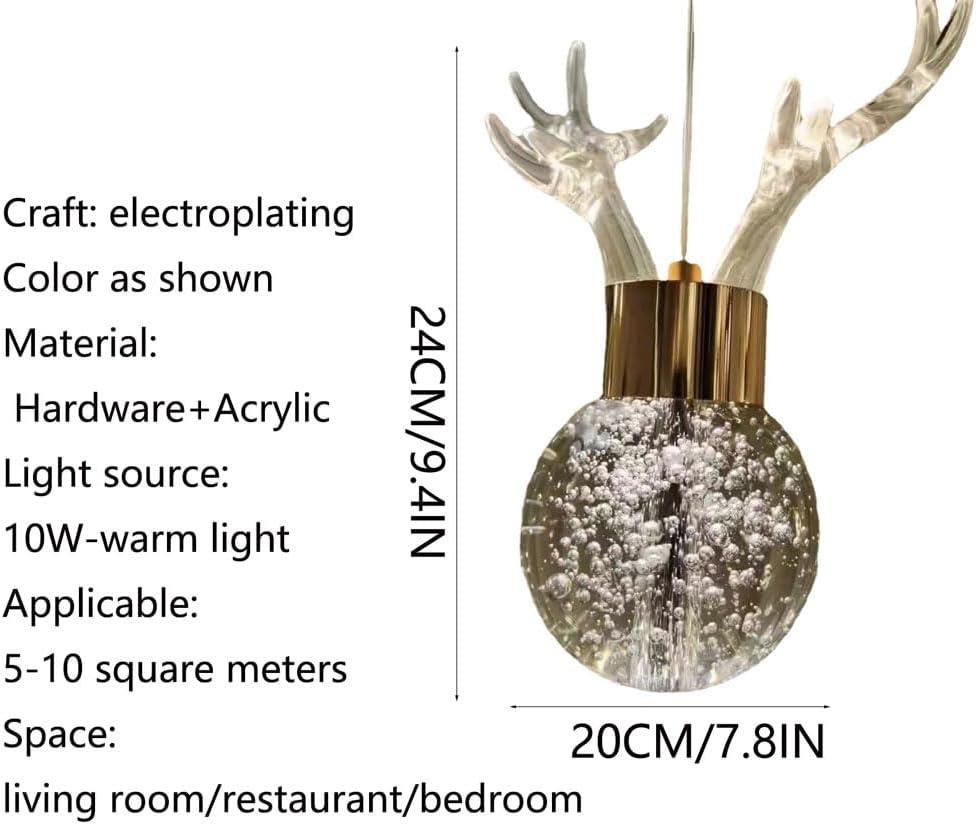 Craft: electroplating
Color as shown
Material:
Hardware+Acrylic
Light source:
10W-warm light
Applicable:
5-10 square meters
Space:
living room/restaurant/bedroom
24CM/9.4IN
20CM/7.8IN